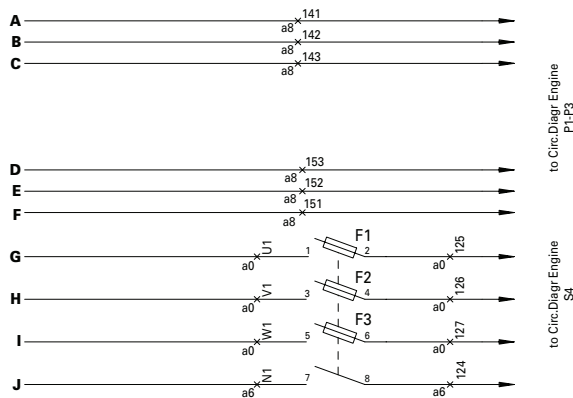 A 141
a8
B 142
a8
C 143
a8
to Circ.Diagr Engine
P1-P3
D 153
a8
E 152
a8
F 151
a8
F1
G U1 1 2 125
a0 a0
F2
H V1 3 4 126
a0 a0
F3
I W1 5 6 127
a0 a0
J N1 7 8 124
a6 a6
to Circ.Diagr Engine
S4